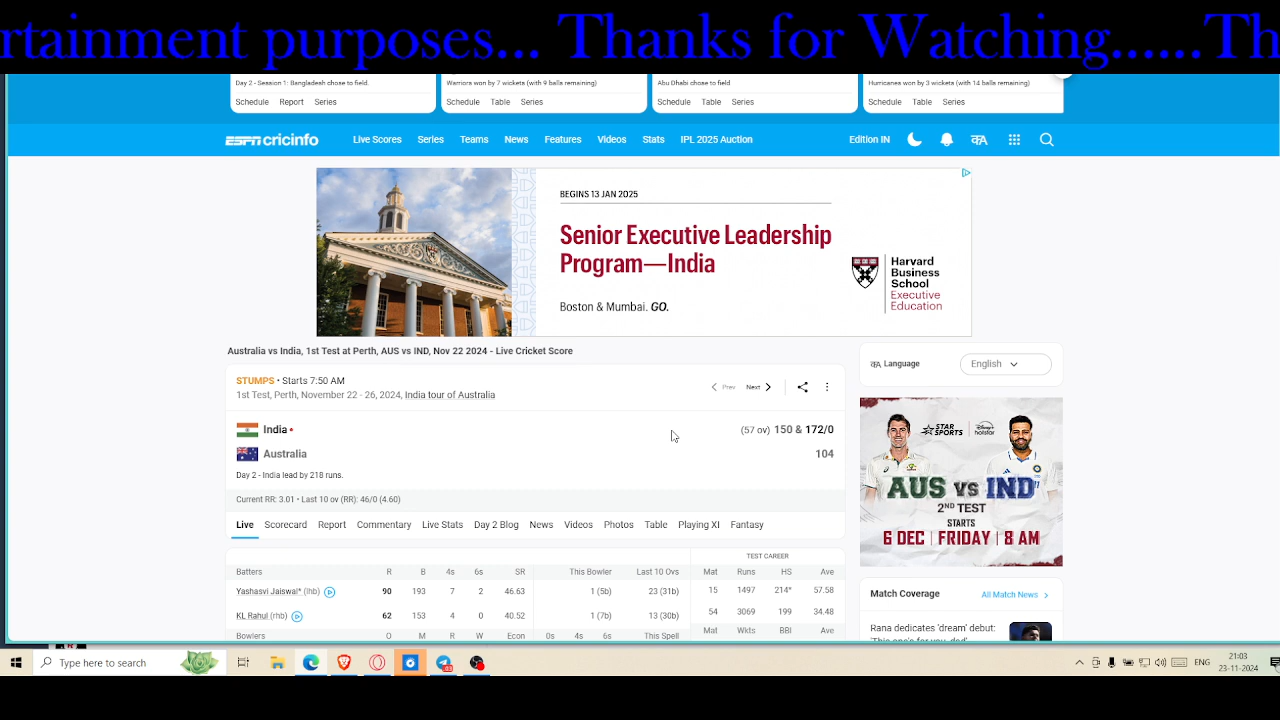 rtainment purposes... Thanks for Watching......Th
Day 2 - Session 1: Bangladesh chose to field.
Warriors won by 7 wickets (with 9 balls remaining)
Abu Dhabi chose to field
Hurricanes won by 3 wickets (with 14 balls remaining)
Schedule Report Series
Schedule Table Series
Schedule Table Series
Schedule Table Series
ESPN cricinfo Live Scores Series Teams News Features Videos Stats IPL 2025 Auction Edition IN
BEGINS 13 JAN 2025
Senior Executive Leadership
Program—India
Boston & Mumbai. GO.
Harvard
Business
School
Executive
Education
Australia vs India, 1st Test at Perth, AUS vs IND, Nov 22 2024 - Live Cricket Score
Language English
STUMPS • Starts 7:50 AM
1st Test, Perth, November 22 - 26, 2024, India tour of Australia
Prev Next
India • (57 ov) 150 & 172/0
Australia 104
Day 2 - India lead by 218 runs.
Current RR: 3.01 • Last 10 ov (RR): 46/0 (4.60)
Live Scorecard Report Commentary Live Stats Day 2 Blog News Videos Photos Table Playing XI Fantasy
TEST CAREER
Batters R B 4s 6s SR This Bowler Last 10 Ovs Mat Runs HS Ave
Yashasvi Jaiswal* (lhb) 90 193 7 2 46.63 1 (5b) 23 (31b) 15 1497 214* 57.58
KL Rahul (rhb) 62 153 4 0 40.52 1 (7b) 13 (30b) 54 3069 199 34.48
Bowlers O M R W Econ 0s 4s 6s This Spell Mat Wkts BBI Ave
STAR SPORTS Disney+ hotstar
AUS vs IND
2ND TEST
STARTS
6 DEC | FRIDAY | 8 AM
Match Coverage All Match News
Rana dedicates 'dream' debut:
'This one's for you, dad'
Type here to search
ENG
21:03
23-11-2024